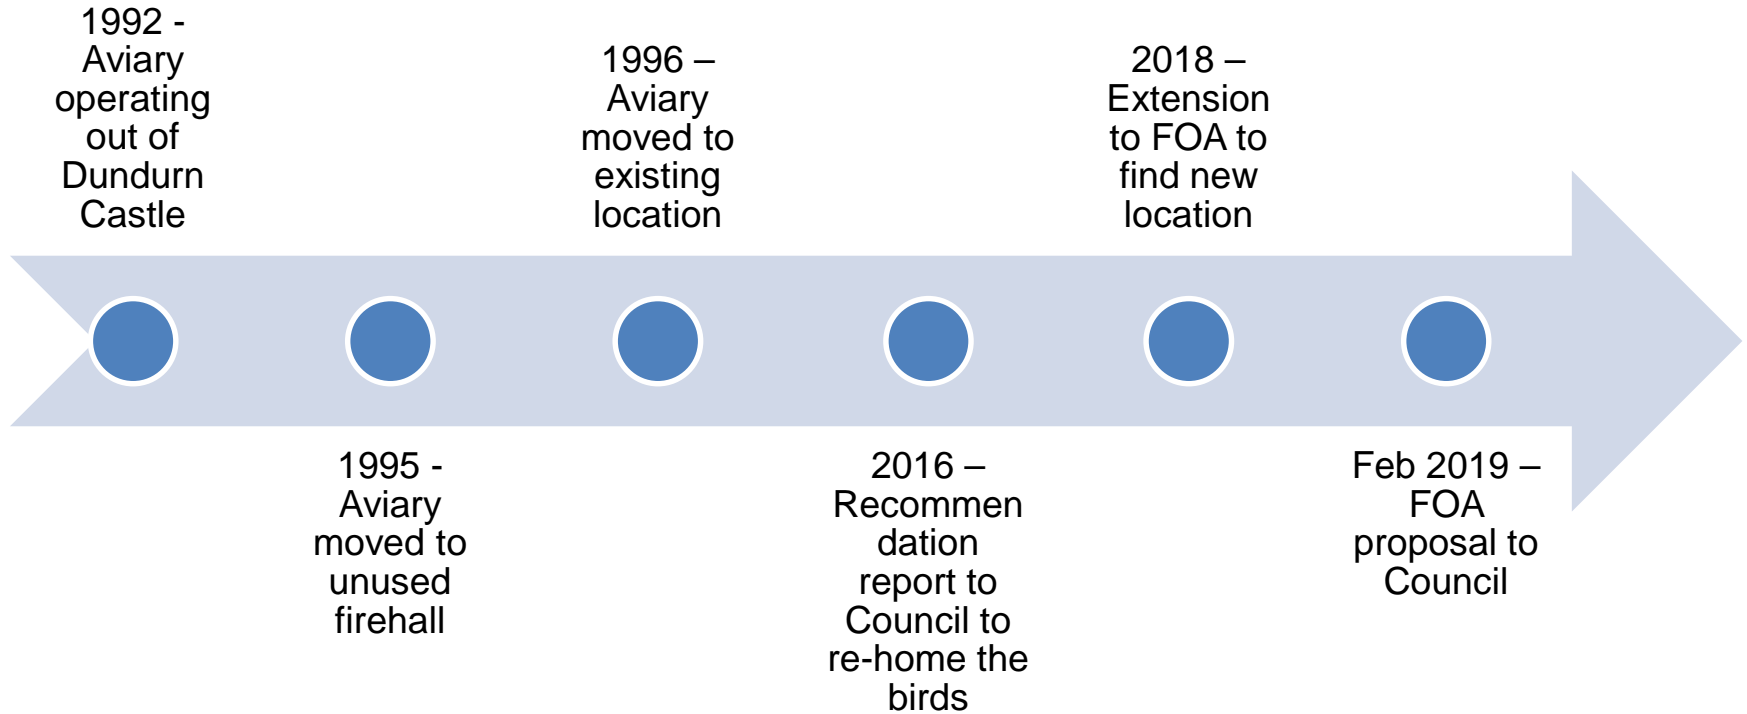 1992 -
Aviary
operating
out of
Dundurn
Castle
1995 -
Aviary
moved to
unused
firehall
1996 –
Aviary
moved to
existing
location
2016 –
Recommen
dation
report to
Council to
re-home the
birds
2018 –
Extension
to FOA to
find new
location
Feb 2019 –
FOA
proposal to
Council